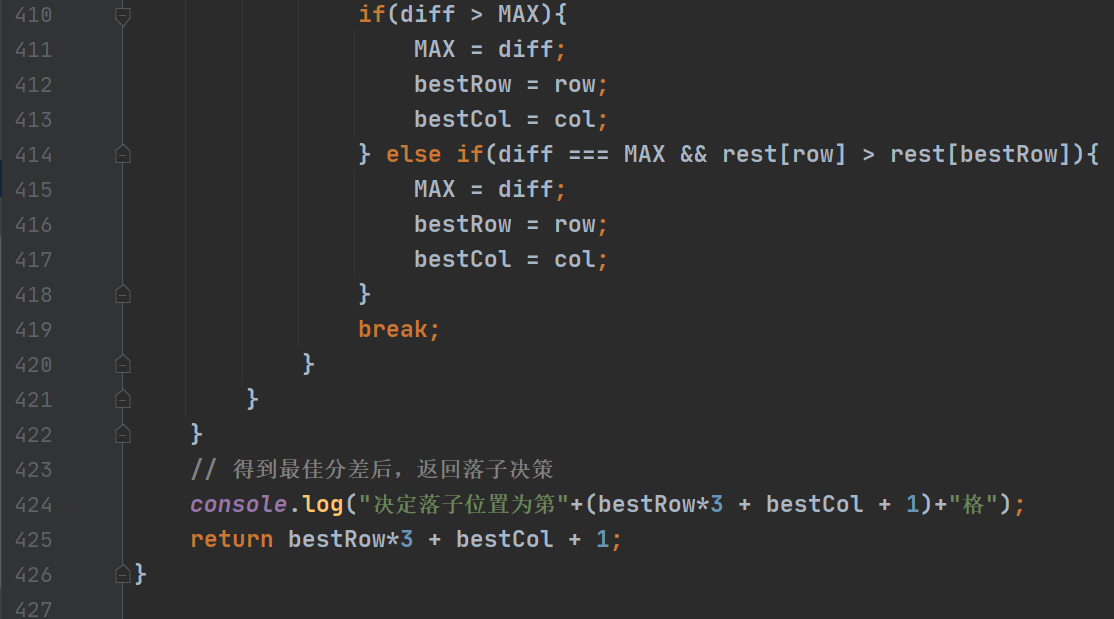 410 if(diff > MAX){
411 MAX = diff;
412 bestRow = row;
413 bestCol = col;
414 } else if(diff === MAX && rest[row] > rest[bestRow]){
415 MAX = diff;
416 bestRow = row;
417 bestCol = col;
418 }
419 break;
420 }
421 }
422 }
423 // 得到最佳分差后，返回落子决策
424 console.log("决定落子位置为第"+(bestRow*3 + bestCol + 1)+"格");
425 return bestRow*3 + bestCol + 1;
426 }
427